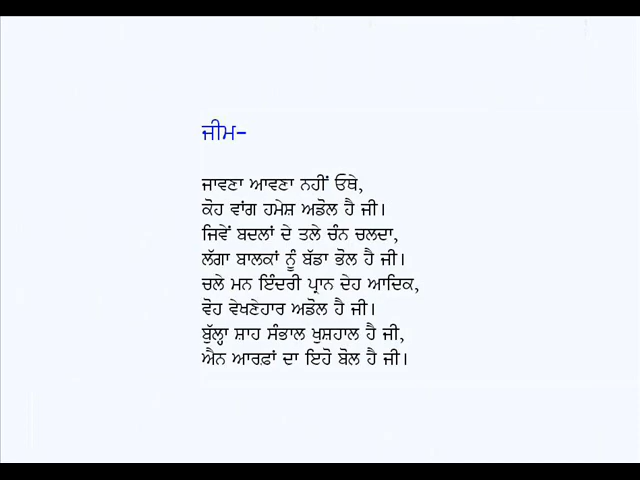 ਜੀਮ–
ਜਾਵਣਾ ਆਵਣਾ ਨਹੀਂ ਓਥੇ,
ਕੋਹ ਵਾਂਗ ਹਮੇਸ਼ ਅਡੋਲ ਹੈ ਜੀ।
ਜਿਵੇਂ ਬਦਲਾਂ ਦੇ ਤਲੇ ਚੰਨ ਚਲਦਾ,
ਲੱਗਾ ਬਾਲਕਾਂ ਨੂੰ ਬੱਡਾ ਭੋਲ ਹੈ ਜੀ।
ਚਲੇ ਮਨ ਇੰਦਰੀ ਪ੍ਰਾਨ ਦੇਹ ਆਦਿਕ,
ਵੋਹ ਵੇਖਣੇਹਾਰ ਅਡੋਲ ਹੈ ਜੀ।
ਬੁੱਲ੍ਹਾ ਸ਼ਾਹ ਸੰਭਾਲ ਖੁਸ਼ਹਾਲ ਹੈ ਜੀ,
ਐਨ ਆਰਫ਼ਾਂ ਦਾ ਇਹੋ ਬੋਲ ਹੈ ਜੀ।